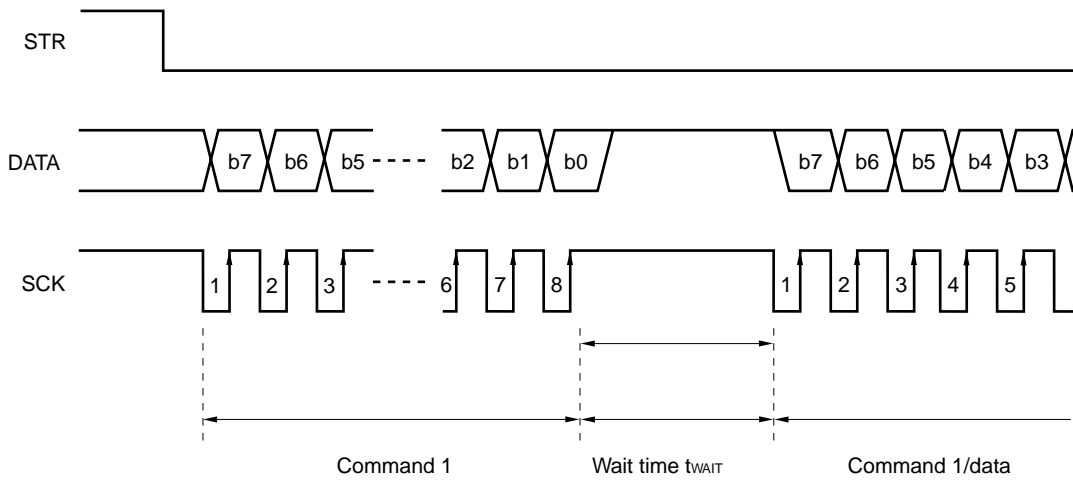 STR
DATA b7 b6 b5 b2 b1 b0 b7 b6 b5 b4 b3
SCK 1 2 3 6 7 8 1 2 3 4 5
Command 1 Wait time tWAIT Command 1/data